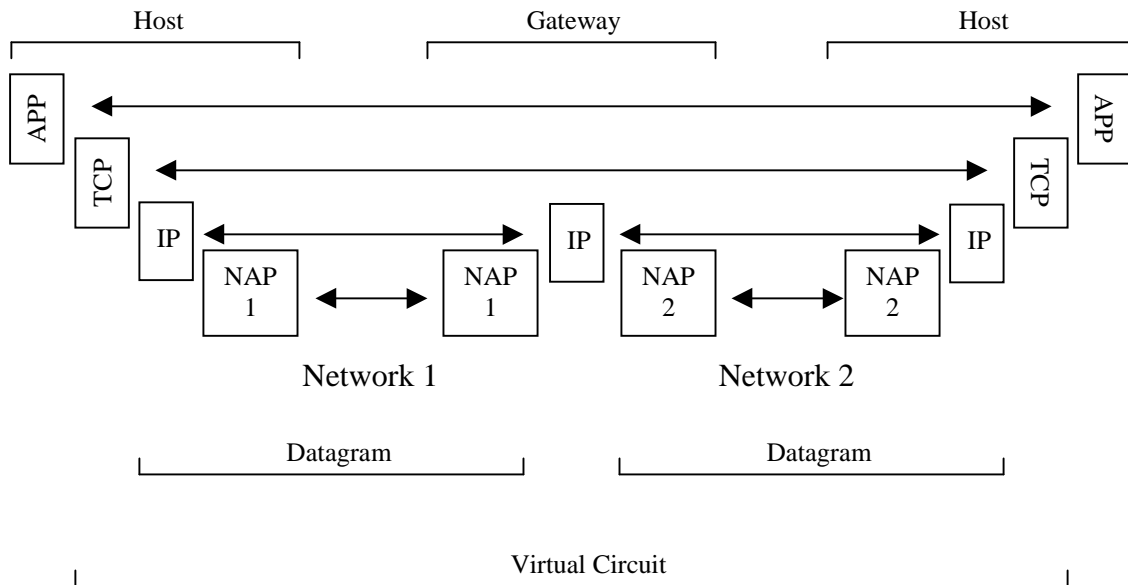 Host Gateway Host
APP APP
TCP TCP
IP IP IP
NAP NAP NAP NAP
1 1 2 2
Network 1 Network 2
Datagram Datagram
Virtual Circuit